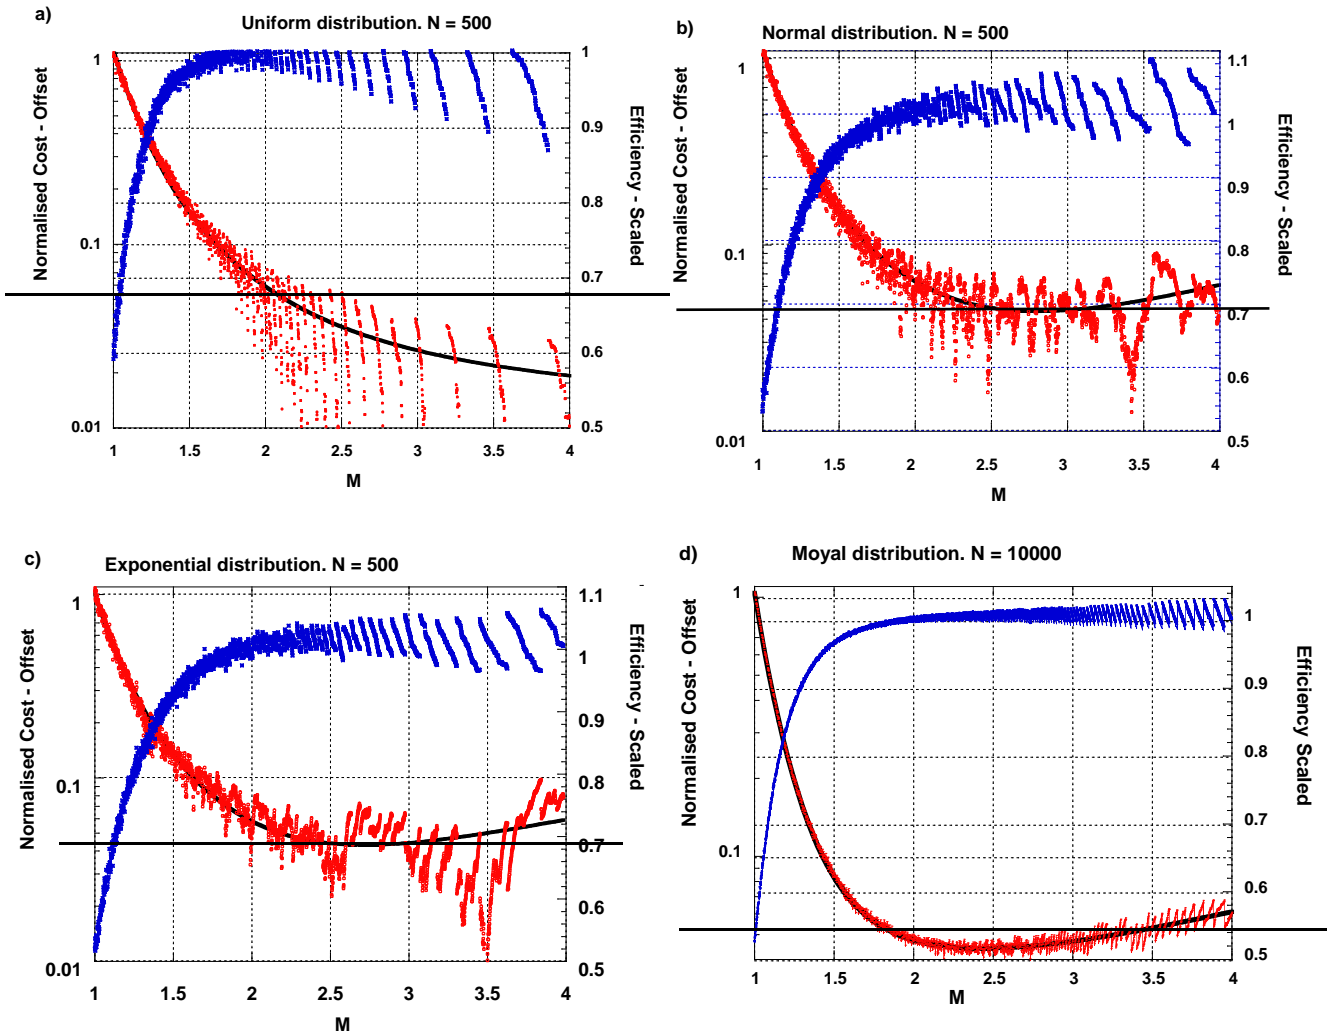 a)
Uniform distribution. N = 500
Normalised Cost - Offset
1
0.1
0.01
1
0.9
0.8
0.7
0.6
0.5
Efficiency - Scaled
1 1.5 2 2.5 3 3.5 4
M
b)
Normal distribution. N = 500
Normalised Cost - Offset
1
0.1
0.01
1.1
1
0.9
0.8
0.7
0.6
0.5
Efficiency - Scaled
1 1.5 2 2.5 3 3.5 4
M
c)
Exponential distribution. N = 500
Normalised Cost - Offset
1
0.1
0.01
1.1
1
0.9
0.8
0.7
0.6
0.5
Efficiency - Scaled
1 1.5 2 2.5 3 3.5 4
M
d)
Moyal distribution. N = 10000
Normalised Cost - Offset
1
0.1
1
0.9
0.8
0.7
0.6
0.5
Efficiency Scaled
1 1.5 2 2.5 3 3.5 4
M